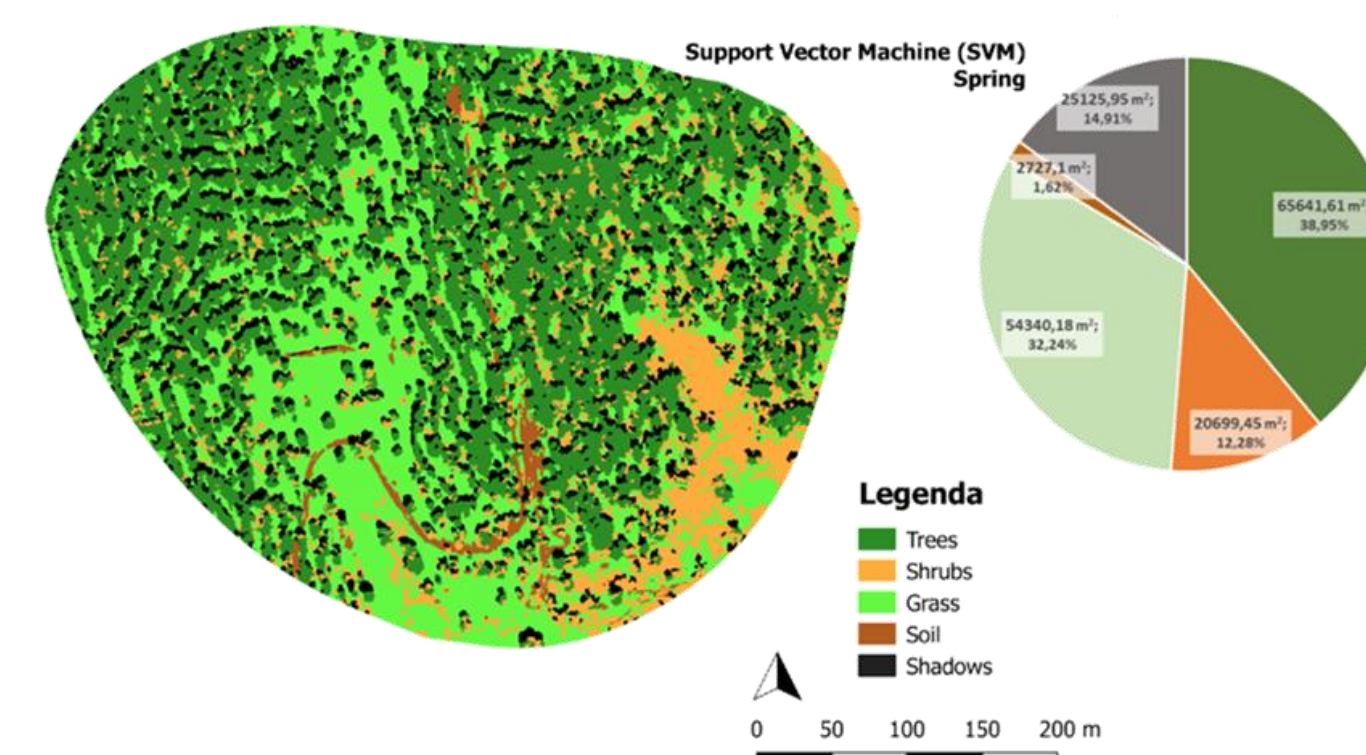 Support Vector Machine (SVM)
Spring
25125,95 m²;
14,91%
2727,1 m²;
1,62%
65641,61 m²
38,95%
54340,18 m²;
32,24%
20699,45 m²;
12,28%
Legenda
Trees
Shrubs
Grass
Soil
Shadows
0 50 100 150 200 m